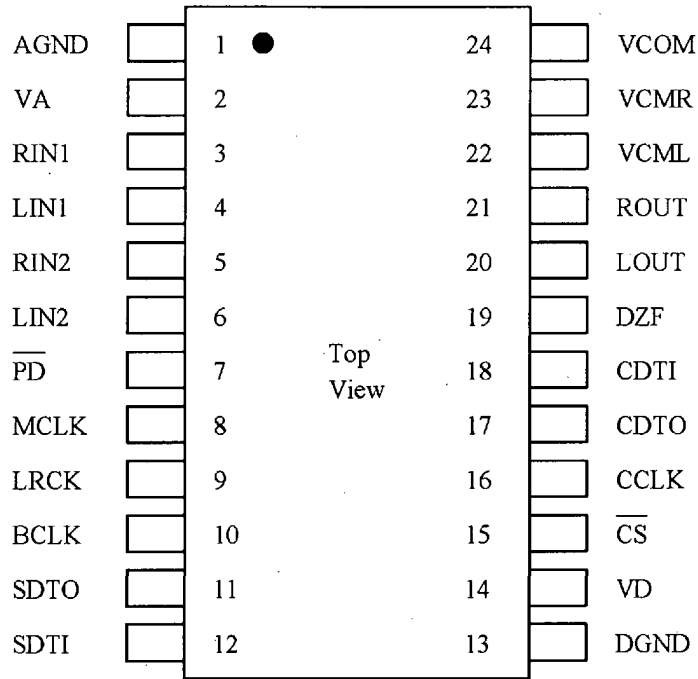 AGND 1 24 VCOM
VA 2 23 VCMR
RIN1 3 22 VCML
LIN1 4 21 ROUT
RIN2 5 20 LOUT
LIN2 6 19 DZF
Top
View
P̅D̅ 7 18 CDTI
MCLK 8 17 CDTO
LRCK 9 16 CCLK
BCLK 10 15 C̅S̅
SDTO 11 14 VD
SDTI 12 13 DGND